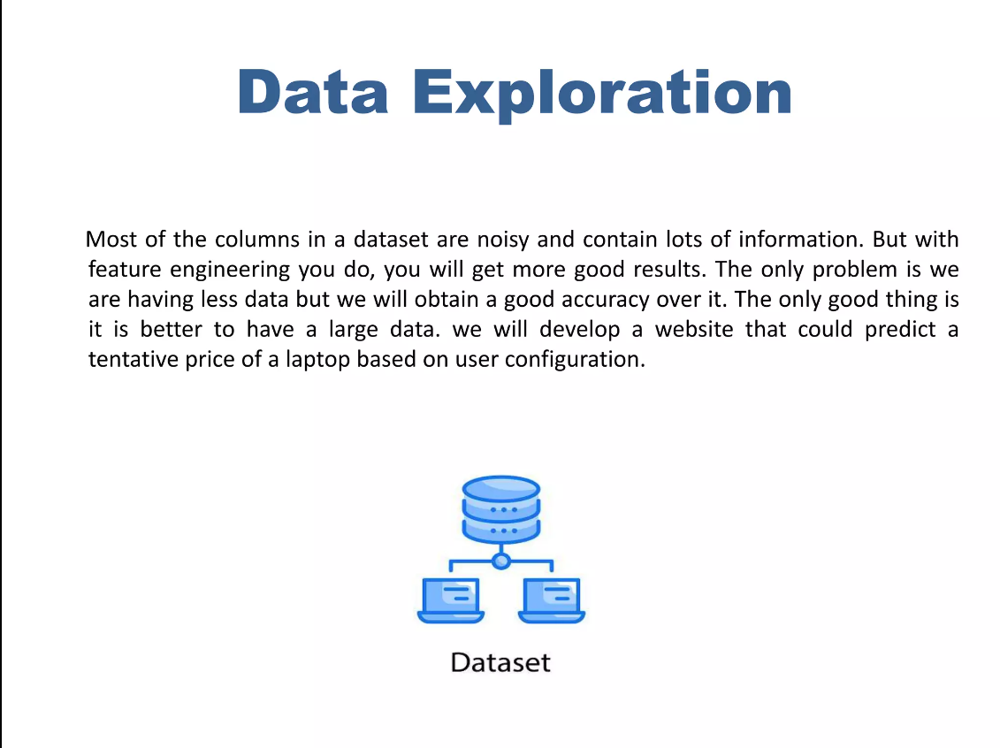 Data Exploration
Most of the columns in a dataset are noisy and contain lots of information. But with
feature engineering you do, you will get more good results. The only problem is we
are having less data but we will obtain a good accuracy over it. The only good thing is
it is better to have a large data. we will develop a website that could predict a
tentative price of a laptop based on user configuration.
Dataset